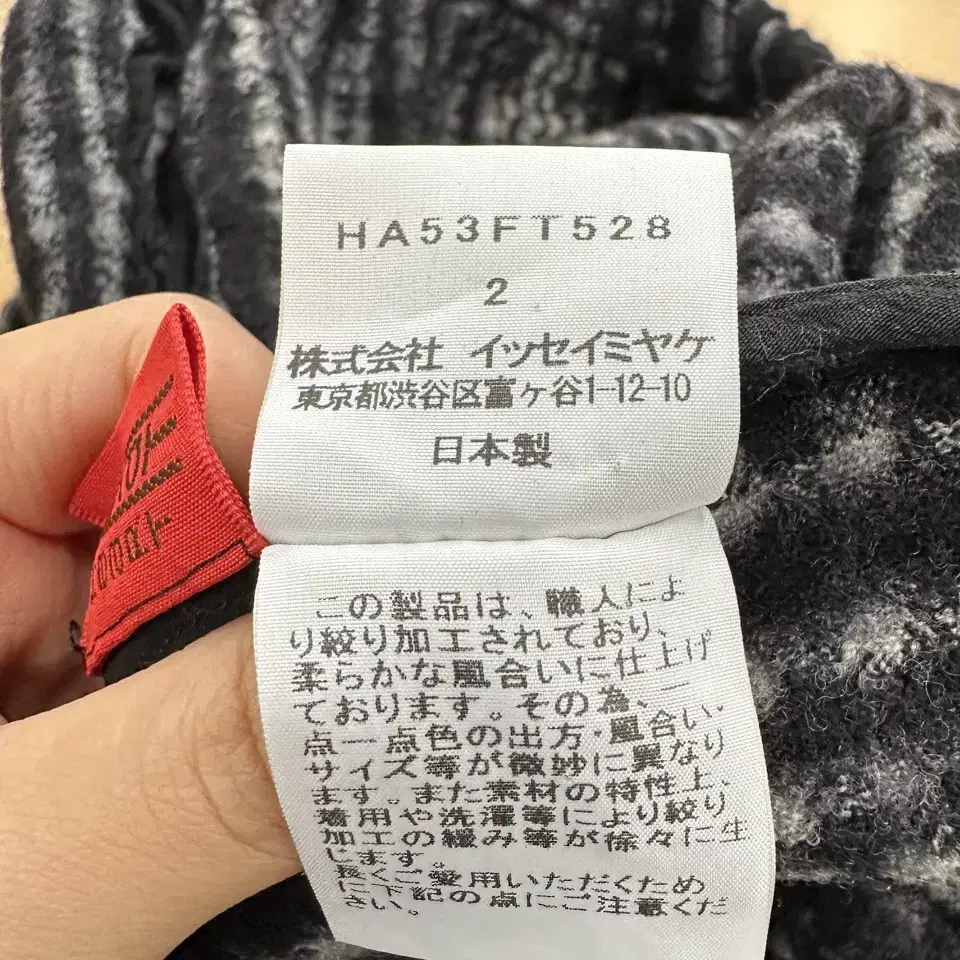 HA53FT528
2
株式会社 イッセイミヤケ
東京都渋谷区富ヶ谷1-12-10
日本製
この製品は、職人によ
り絞り加工されており、
柔らかな風合いに仕上げ
ております。その為、一
点一点色の出方・風合い・
サイズ等が微妙に異なり
ます。また素材の特性上、
着用や洗濯等により絞り
加工の緩み等が徐々に生
じます。
長くご愛用いただくため
に下記の点にご注意くだ
さい。